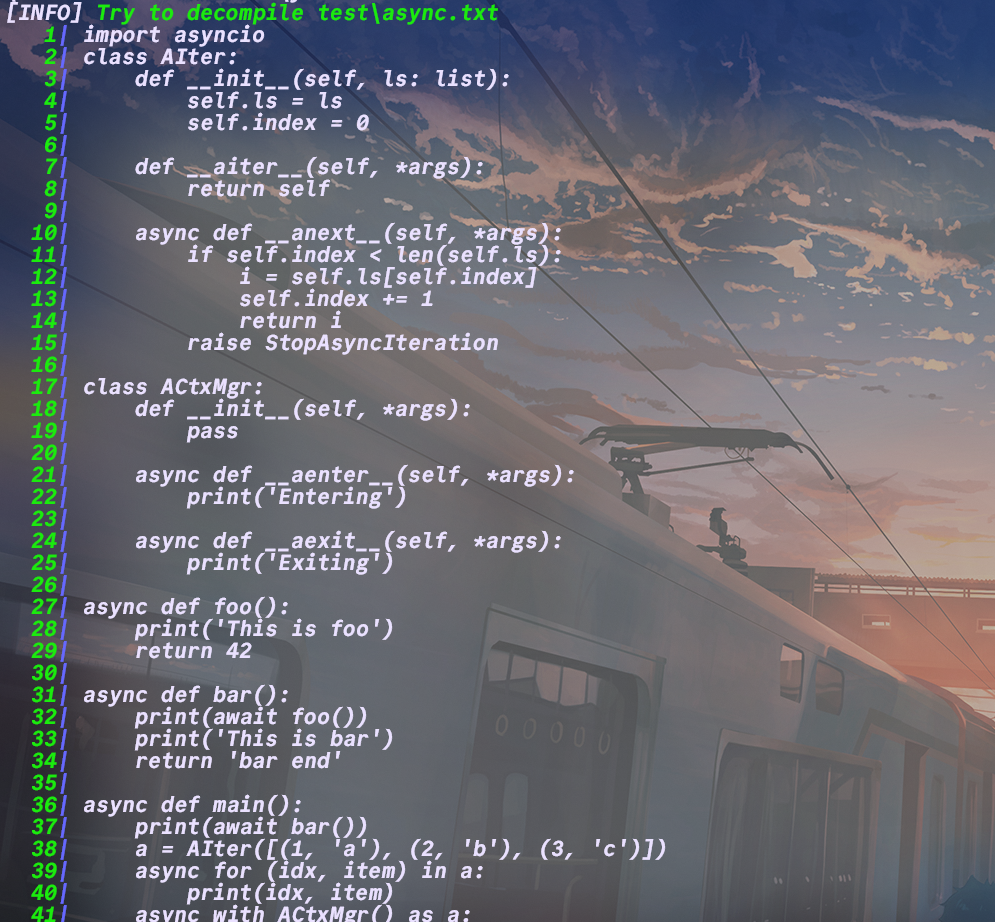 [INFO] Try to decompile test\async.txt
1| import asyncio
2| class AIter:
3|     def __init__(self, ls: list):
4|         self.ls = ls
5|         self.index = 0
6|
7|     def __aiter__(self, *args):
8|         return self
9|
10|     async def __anext__(self, *args):
11|         if self.index < len(self.ls):
12|             i = self.ls[self.index]
13|             self.index += 1
14|             return i
15|         raise StopAsyncIteration
16|
17| class ACtxMgr:
18|     def __init__(self, *args):
19|         pass
20|
21|     async def __aenter__(self, *args):
22|         print('Entering')
23|
24|     async def __aexit__(self, *args):
25|         print('Exiting')
26|
27| async def foo():
28|     print('This is foo')
29|     return 42
30|
31| async def bar():
32|     print(await foo())
33|     print('This is bar')
34|     return 'bar end'
35|
36| async def main():
37|     print(await bar())
38|     a = AIter([(1, 'a'), (2, 'b'), (3, 'c')])
39|     async for (idx, item) in a:
40|         print(idx, item)
41|     async with ACtxMgr() as a: